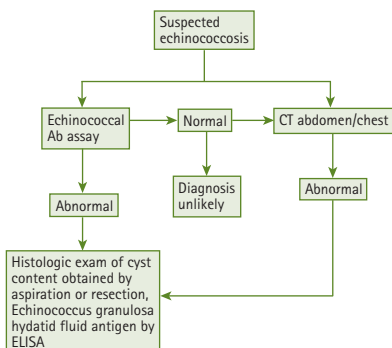 Suspected
echinococcosis
Echinococcal
Ab assay
Normal
CT abdomen/chest
Abnormal
Diagnosis
unlikely
Abnormal
Histologic exam of cyst
content obtained by
aspiration or resection,
Echinococcus granulosa
hydatid fluid antigen by
ELISA